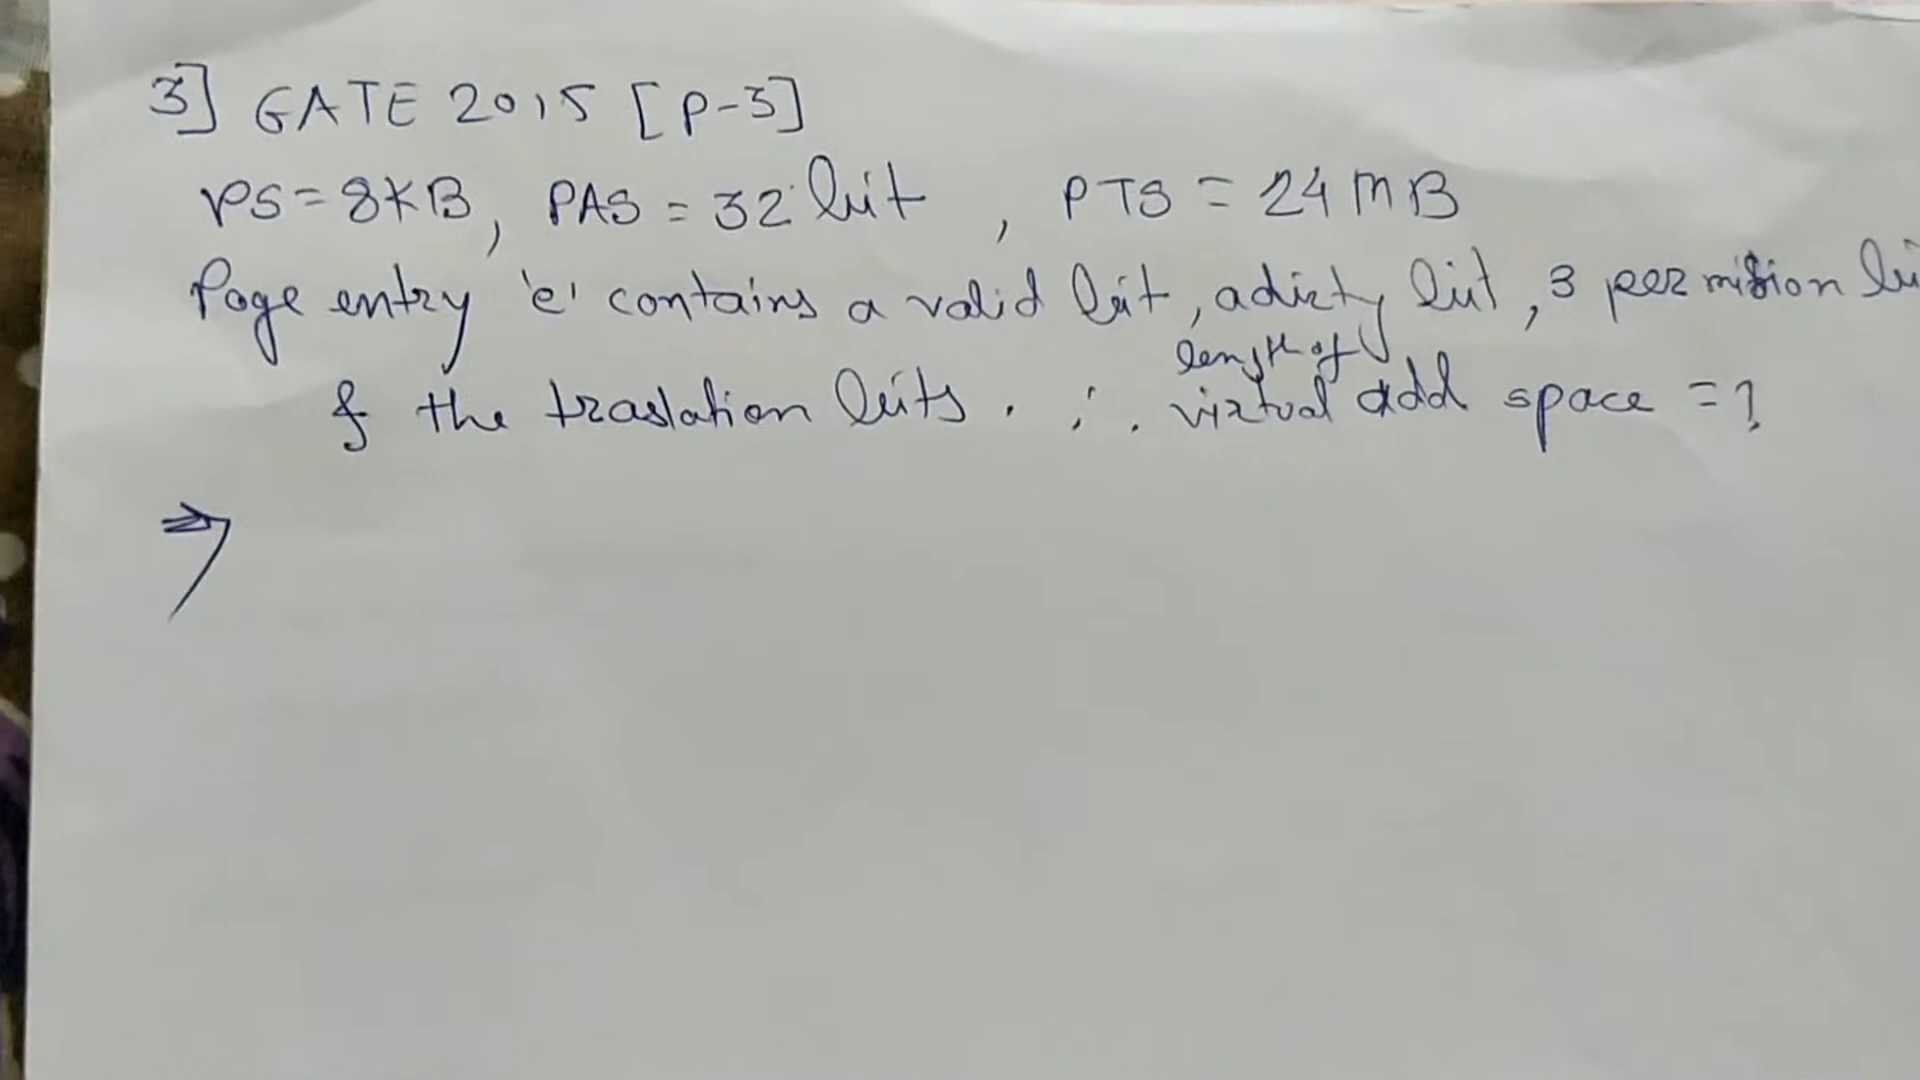 3] GATE 2015 [P-3]
PS = 8KB, PAS = 32 bit, PTS = 24 MB
Page entry 'e' contains a valid bit, a dirty bit, 3 permision bi
length of
& the traslation bits. ∴ virtual add space = ?
⇒